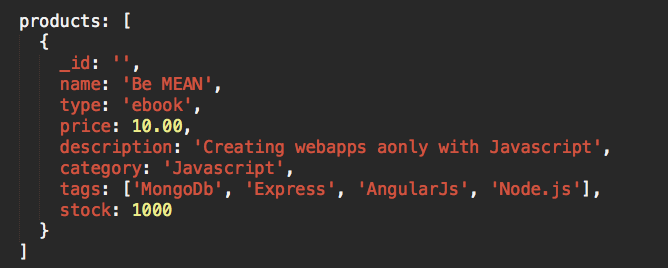 products: [
{
_id: '',
name: 'Be MEAN',
type: 'ebook',
price: 10.00,
description: 'Creating webapps aonly with Javascript',
category: 'Javascript',
tags: ['MongoDb', 'Express', 'AngularJs', 'Node.js'],
stock: 1000
}
]